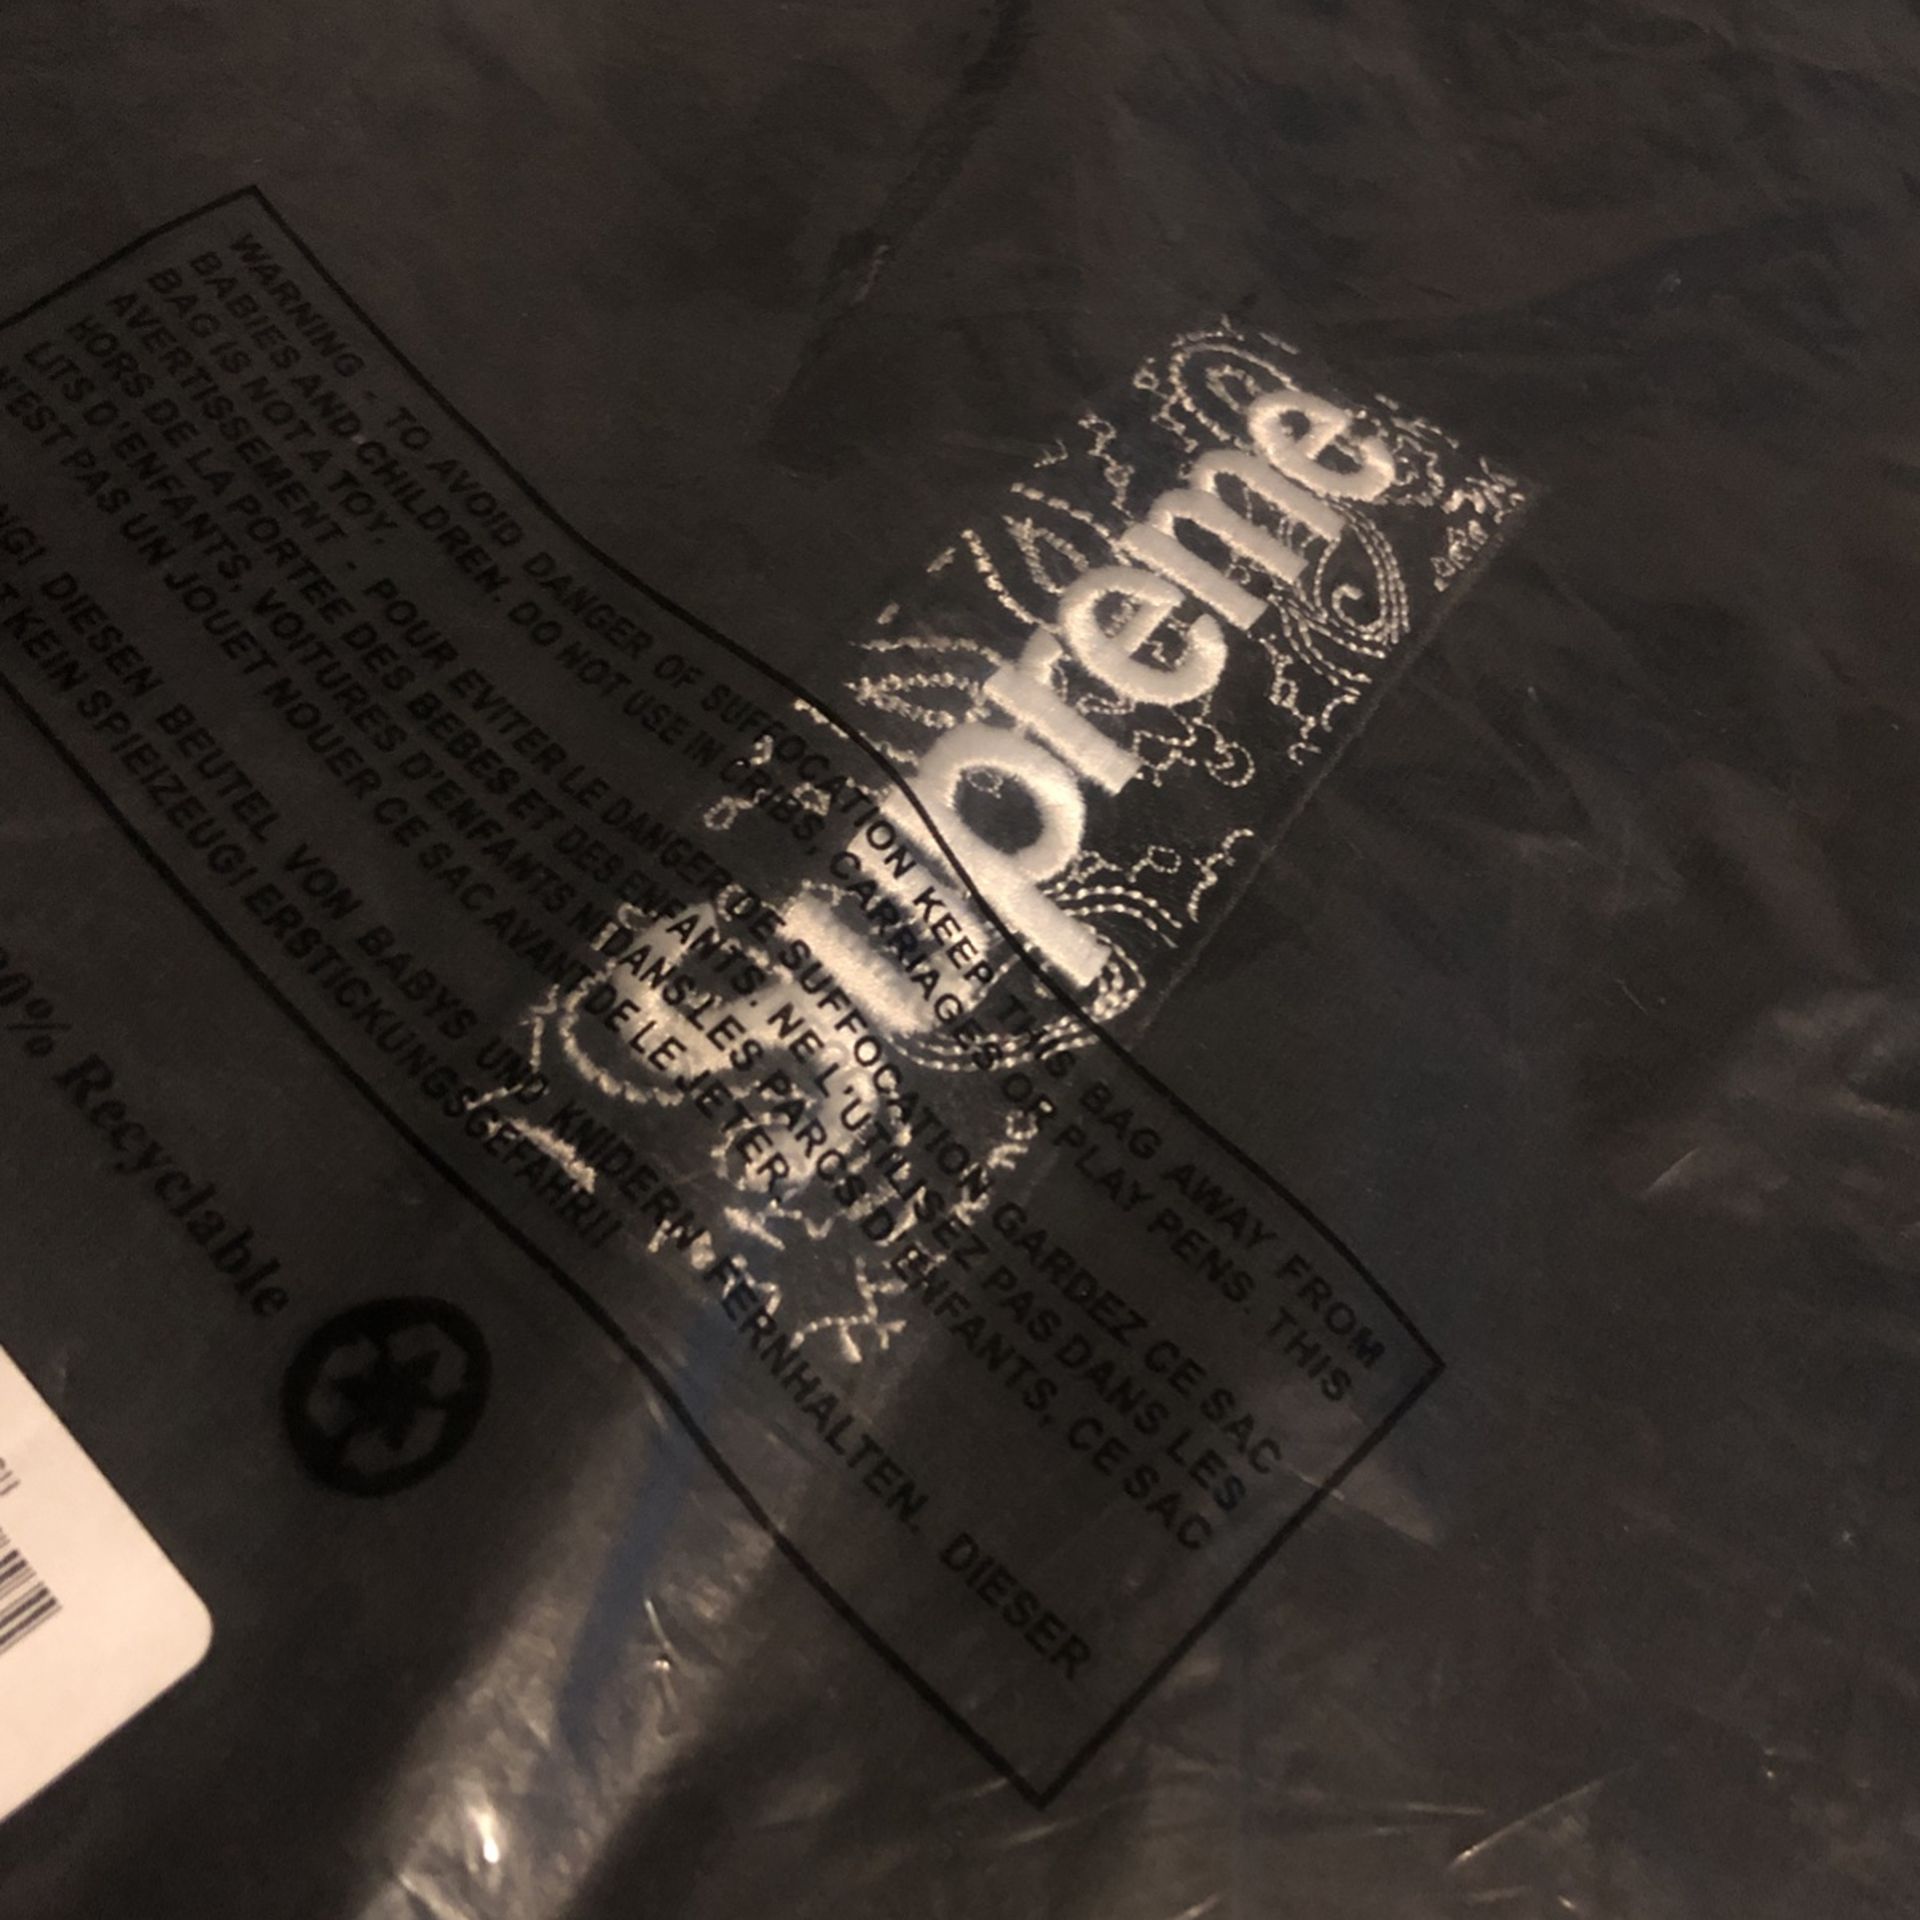 WARNING - TO AVOID DANGER OF SUFFOCATION KEEP THIS BAG AWAY FROM
BABIES AND CHILDREN. DO NOT USE IN CRIBS, CARRIAGES OR PLAY PENS. THIS
BAG IS NOT A TOY.
AVERTISSEMENT - POUR EVITER LE DANGER DE SUFFOCATION GARDEZ CE SAC
HORS DE LA PORTEE DES BEBES ET DES ENFANTS. NE L'UTILISEZ PAS DANS LES
LITS D'ENFANTS, VOITURES D'ENFANTS NI DANS LES PARCS D'ENFANTS, CE SAC
N'EST PAS UN JOUET NOUER CE SAC AVANT DE LE JETER.
DIESEN BEUTEL VON BABYS UND KNIDERN FERNHALTEN. DIESER
KEIN SPIEIZEUG! ERSTICKUNGSGEFAHR!!
Recyclable
Supreme